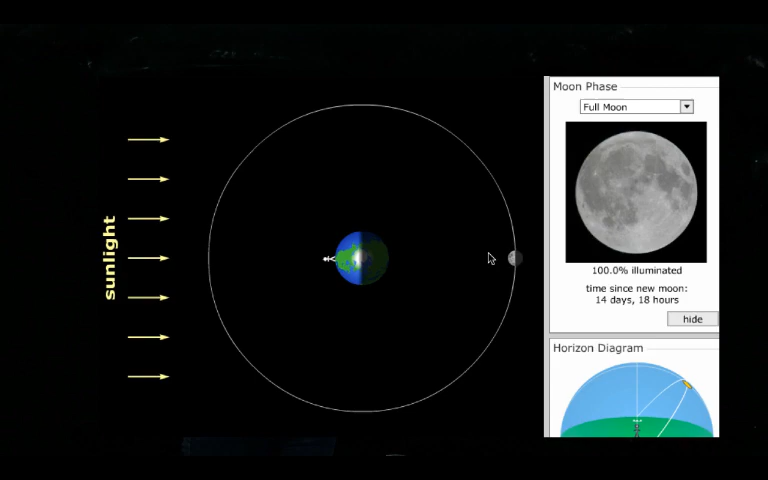 sunlight
Moon Phase
Full Moon
100.0% illuminated
time since new moon:
14 days, 18 hours
hide
Horizon Diagram